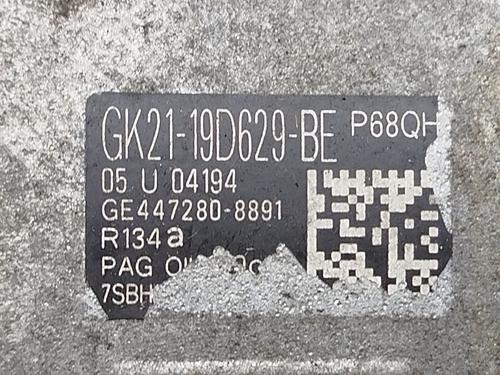 GK21-19D629-BE P68QH
05 U 04194
GE447280-8891
R134a
PAG
7SBH